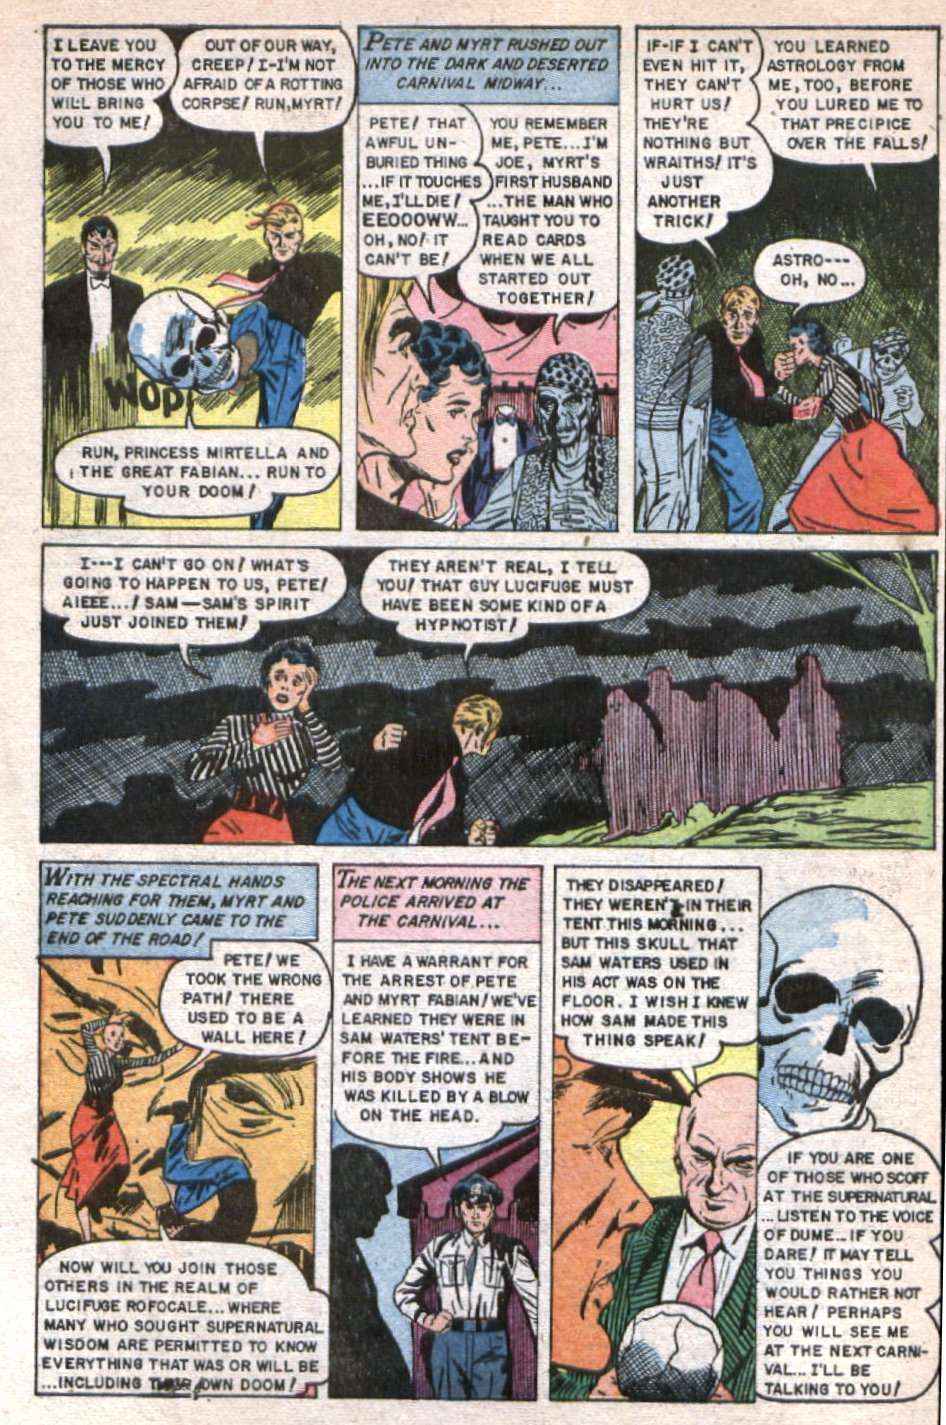 I LEAVE YOU
TO THE MERCY
OF THOSE WHO
WILL BRING
YOU TO ME!
OUT OF OUR WAY,
CREEP! I-I'M NOT
AFRAID OF A ROTTING
CORPSE! RUN, MYRT!
WOP!
RUN, PRINCESS MIRTELLA AND
THE GREAT FABIAN... RUN TO
YOUR DOOM!
PETE AND MYRT RUSHED OUT
INTO THE DARK AND DESERTED
CARNIVAL MIDWAY...
PETE! THAT
AWFUL UN-
BURIED THING
...IF IT TOUCHES
ME, I'LL DIE!
EEOOOWW...
OH, NO! IT
CAN'T BE!
YOU REMEMBER
ME, PETE...I'M
JOE, MYRT'S
FIRST HUSBAND
...THE MAN WHO
TAUGHT YOU TO
READ CARDS
WHEN WE ALL
STARTED OUT
TOGETHER!
IF-IF I CAN'T
EVEN HIT IT,
THEY CAN'T
HURT US!
THEY'RE
NOTHING BUT
WRAITHS! IT'S
JUST
ANOTHER
TRICK!
YOU LEARNED
ASTROLOGY FROM
ME, TOO, BEFORE
YOU LURED ME TO
THAT PRECIPICE
OVER THE FALLS!
ASTRO---
OH, NO...
I---I CAN'T GO ON! WHAT'S
GOING TO HAPPEN TO US, PETE!
AIEEE...! SAM—SAM'S SPIRIT
JUST JOINED THEM!
THEY AREN'T REAL, I TELL
YOU! THAT GUY LUCIFUGE MUST
HAVE BEEN SOME KIND OF A
HYPNOTIST!
WITH THE SPECTRAL HANDS
REACHING FOR THEM, MYRT AND
PETE SUDDENLY CAME TO THE
END OF THE ROAD!
PETE! WE
TOOK THE WRONG
PATH! THERE
USED TO BE A
WALL HERE!
NOW WILL YOU JOIN THOSE
OTHERS IN THE REALM OF
LUCIFUGE ROFOCALE... WHERE
MANY WHO SOUGHT SUPERNATURAL
WISDOM ARE PERMITTED TO KNOW
EVERYTHING THAT WAS OR WILL BE
...INCLUDING THEIR OWN DOOM!
THE NEXT MORNING THE
POLICE ARRIVED AT
THE CARNIVAL...
I HAVE A WARRANT FOR
THE ARREST OF PETE
AND MYRT FABIAN! WE'VE
LEARNED THEY WERE IN
SAM WATERS' TENT BE-
FORE THE FIRE...AND
HIS BODY SHOWS HE
WAS KILLED BY A BLOW
ON THE HEAD.
THEY DISAPPEARED!
THEY WEREN'T IN THEIR
TENT THIS MORNING...
BUT THIS SKULL THAT
SAM WATERS USED IN
HIS ACT WAS ON THE
FLOOR. I WISH I KNEW
HOW SAM MADE THIS
THING SPEAK!
IF YOU ARE ONE
OF THOSE WHO SCOFF
AT THE SUPERNATURAL
...LISTEN TO THE VOICE
OF DUME... IF YOU
DARE! IT MAY TELL
YOU THINGS YOU
WOULD RATHER NOT
HEAR! PERHAPS
YOU WILL SEE ME
AT THE NEXT CARNI-
VAL... I'LL BE
TALKING TO YOU!